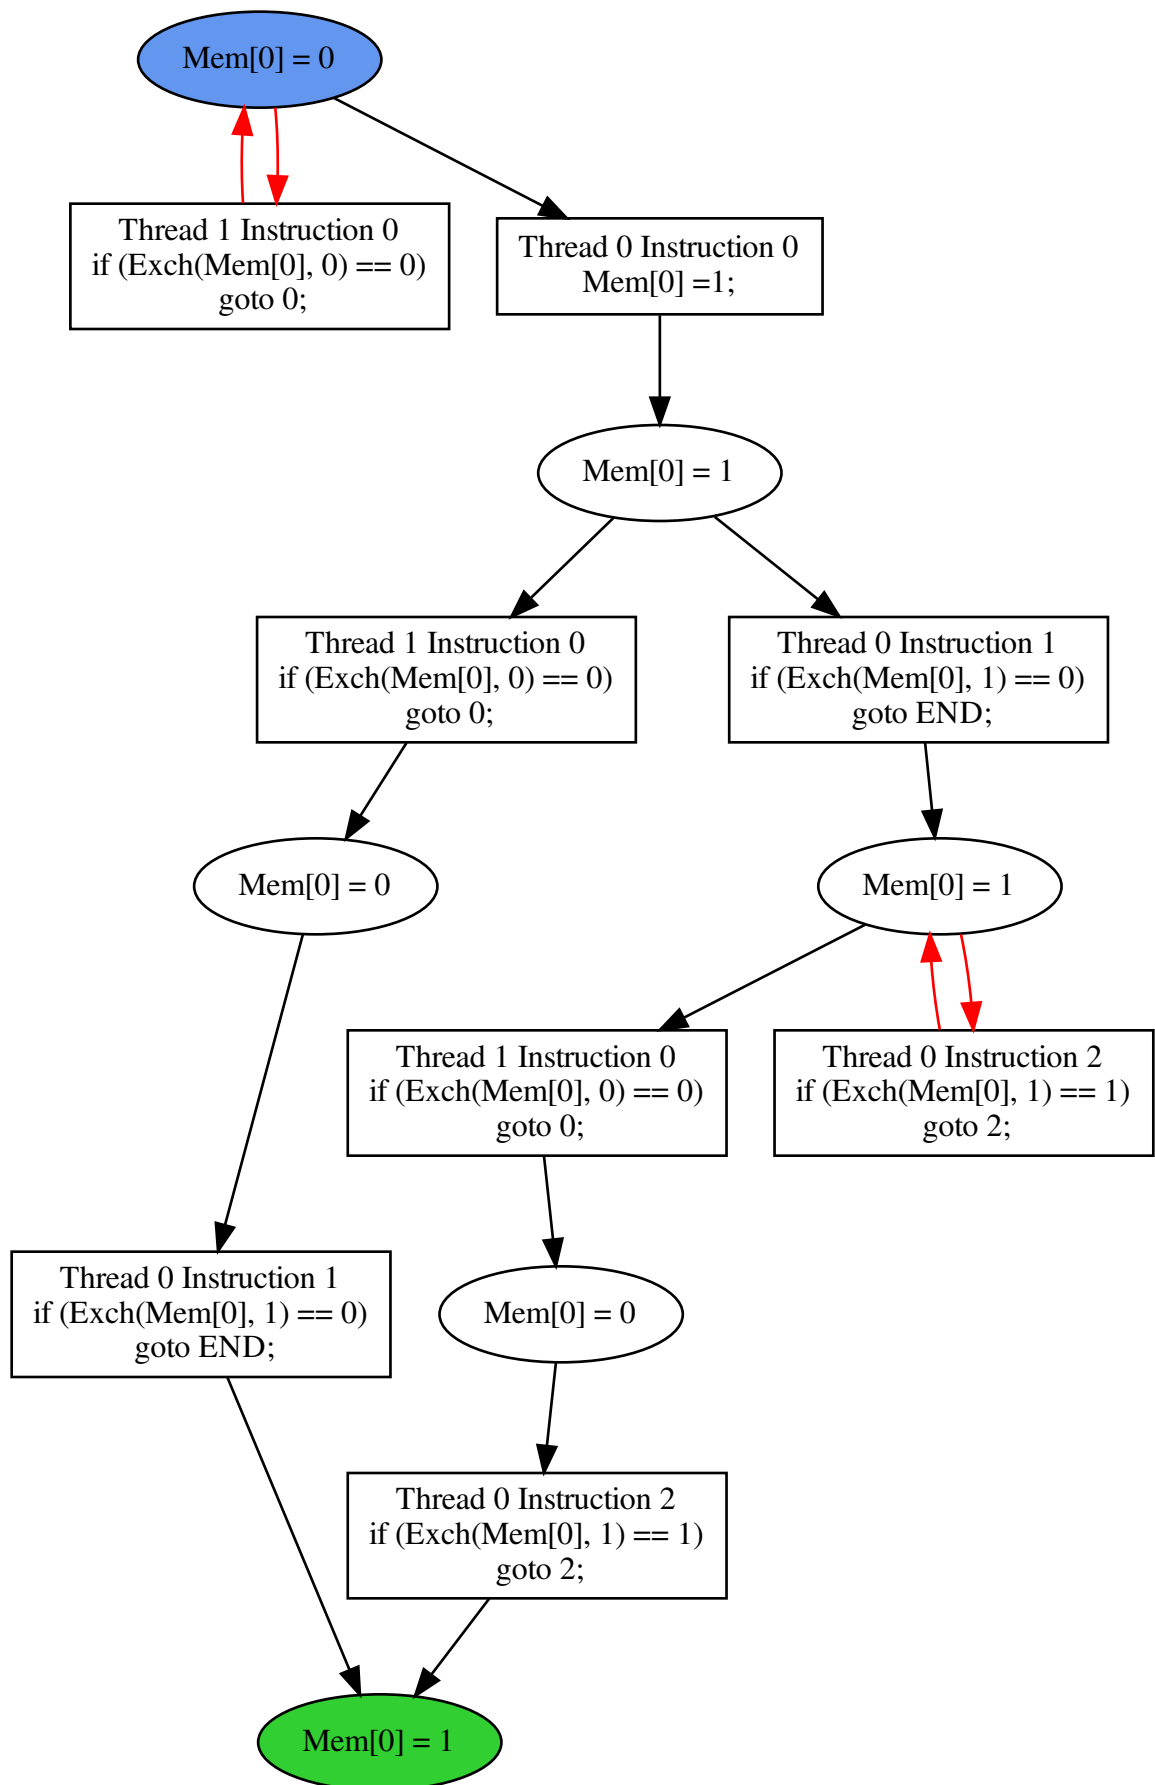 Mem[0] = 0
Thread 1 Instruction 0
if (Exch(Mem[0], 0) == 0)
goto 0;
Thread 0 Instruction 0
Mem[0] =1;
Mem[0] = 1
Thread 1 Instruction 0
if (Exch(Mem[0], 0) == 0)
goto 0;
Thread 0 Instruction 1
if (Exch(Mem[0], 1) == 0)
goto END;
Mem[0] = 0
Mem[0] = 1
Thread 1 Instruction 0
if (Exch(Mem[0], 0) == 0)
goto 0;
Thread 0 Instruction 2
if (Exch(Mem[0], 1) == 1)
goto 2;
Thread 0 Instruction 1
if (Exch(Mem[0], 1) == 0)
goto END;
Mem[0] = 0
Thread 0 Instruction 2
if (Exch(Mem[0], 1) == 1)
goto 2;
Mem[0] = 1